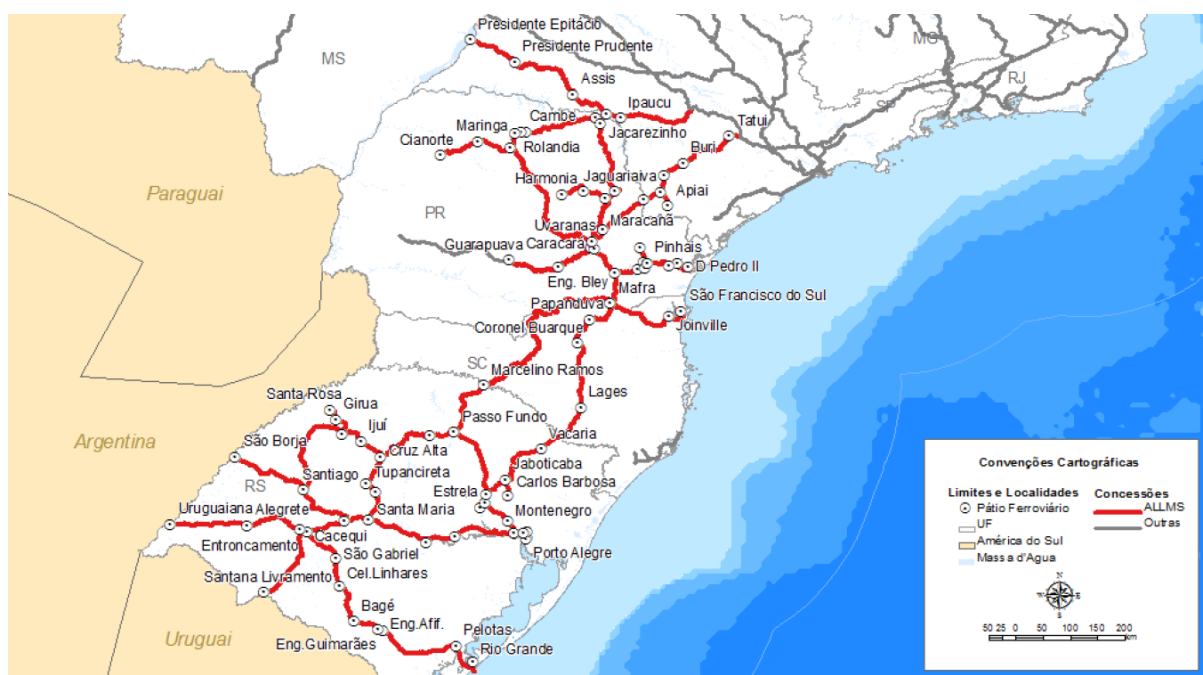 Presidente Epitácio
MS
MG
Presidente Prudente
RJ
Assis
SP
Ipaucu
Cambe
Tatui
Maringa
Jacarezinho
Cianorte
Rolandia
Buri
Harmonia
Jaguariaiva
Paraguai
Apiai
PR
Uvaranas
Maracanã
Guarapuava
Caracara
Pinhais
D Pedro II
Eng. Bley
Mafra
São Francisco do Sul
Papanduva
Coronel Buarque
Joinville
SC
Marcelino Ramos
Santa Rosa
Girua
Lages
Passo Fundo
Ijuí
Argentina
São Borja
Vacaria
Cruz Alta
Jaboticaba
Santiago
Tupancireta
Carlos Barbosa
RS
Estrela
Uruguaiana
Alegrete
Santa Maria
Montenegro
Entroncamento
Cacequi
São Gabriel
Porto Alegre
Santana Livramento
Cel.Linhares
Bagé
Eng.Afif.
Uruguai
Eng.Guimarães
Pelotas
Rio Grande
Convenções Cartográficas
Limites e Localidades
Pátio Ferroviário
UF
América do Sul
Massa d'Agua
Concessões
ALLMS
Outras
N
W
E
S
50 25 0 50 100 150 200
km